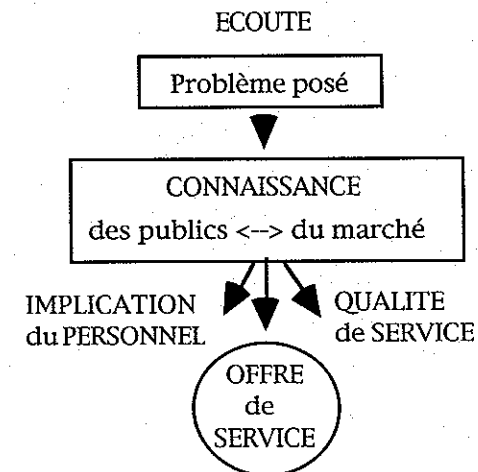 ECOUTE
Problème posé
CONNAISSANCE
des publics <--> du marché
IMPLICATION
du PERSONNEL
QUALITE
de SERVICE
OFFRE
de
SERVICE